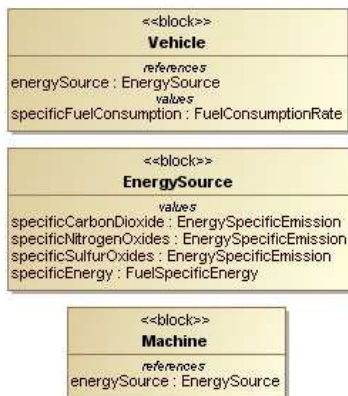 <<block>>
Vehicle
references
energySource : EnergySource
values
specificFuelConsumption : FuelConsumptionRate
<<block>>
EnergySource
values
specificCarbonDioxide : EnergySpecificEmission
specificNitrogenOxides : EnergySpecificEmission
specificSulfurOxides : EnergySpecificEmission
specificEnergy : FuelSpecificEnergy
<<block>>
Machine
references
energySource : EnergySource